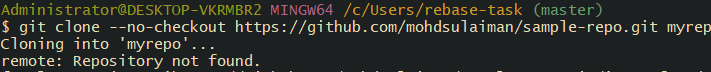 Administrator@DESKTOP-VKRMBR2 MINGW64 /c/Users/rebase-task (master)
$ git clone --no-checkout https://github.com/mohdsulaiman/sample-repo.git myrepo
Cloning into 'myrepo'...
remote: Repository not found.